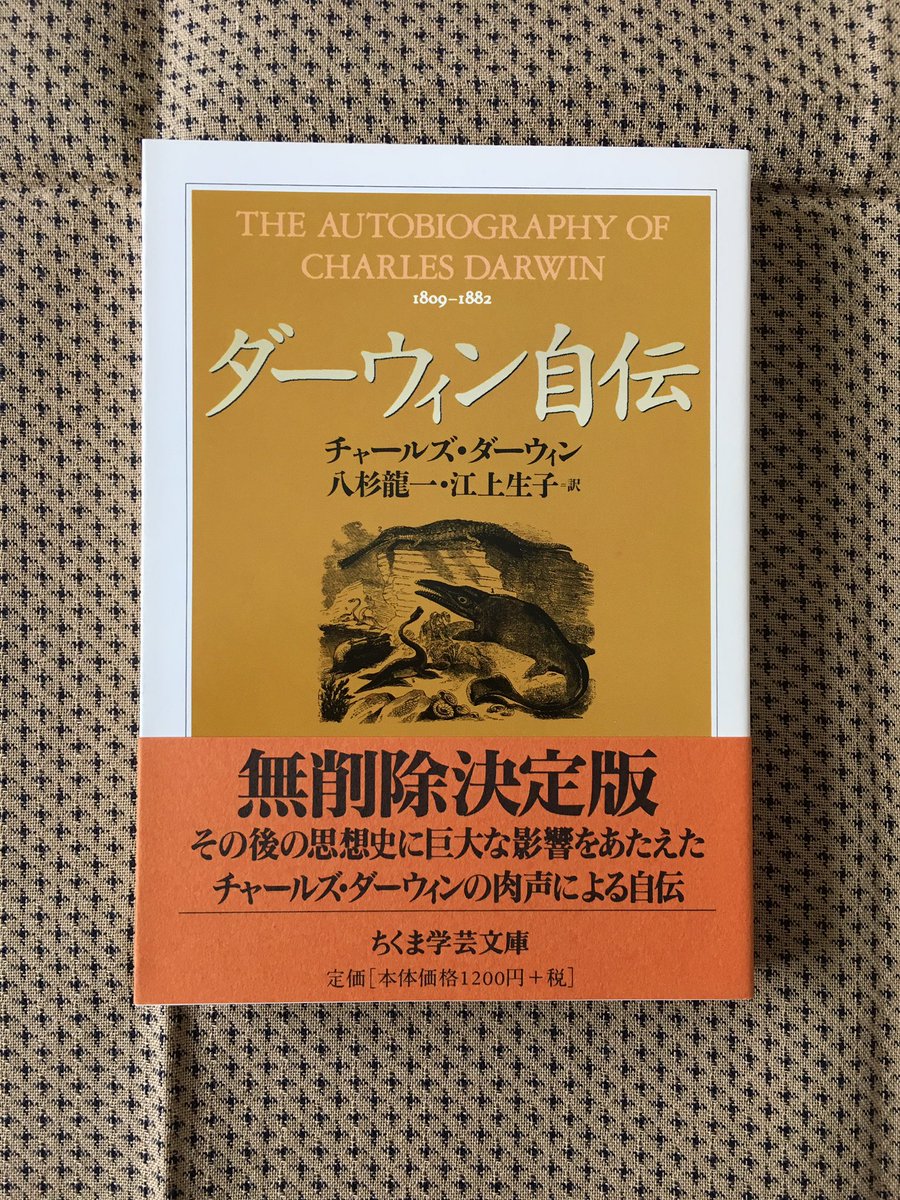 THE AUTOBIOGRAPHY OF
CHARLES DARWIN
1809–1882
ダーウィン自伝
チャールズ・ダーウィン
八杉龍一・江上生子=訳
無削除決定版
その後の思想史に巨大な影響をあたえた
チャールズ・ダーウィンの肉声による自伝
ちくま学芸文庫
定価[本体価格1200円+税]